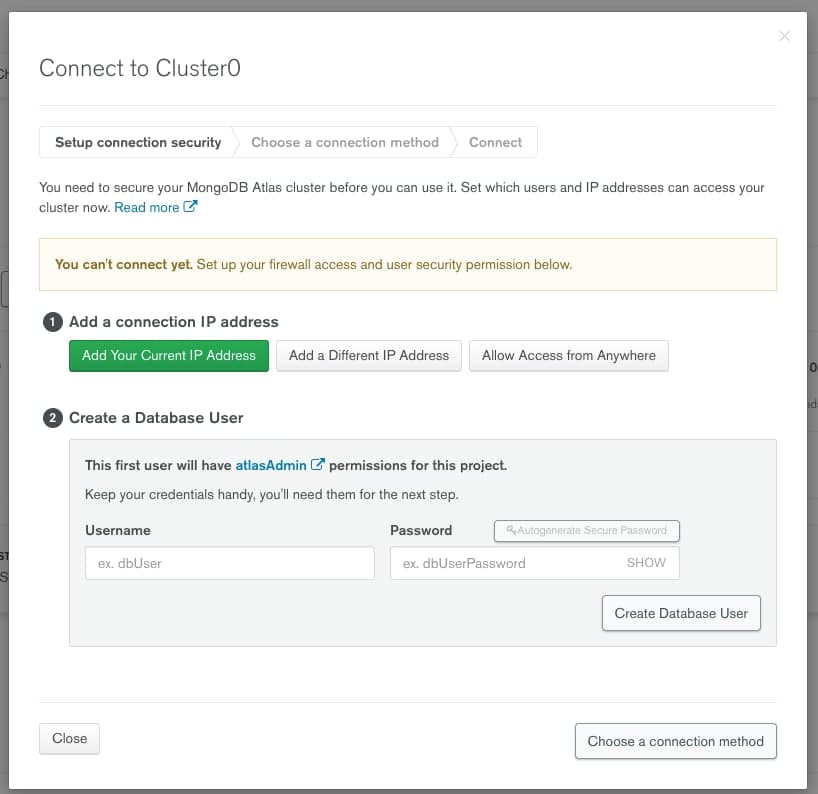 Connect to Cluster0
Setup connection security
Choose a connection method
Connect
You need to secure your MongoDB Atlas cluster before you can use it. Set which users and IP addresses can access your
cluster now. Read more
You can't connect yet. Set up your firewall access and user security permission below.
1 Add a connection IP address
Add Your Current IP Address
Add a Different IP Address
Allow Access from Anywhere
2 Create a Database User
This first user will have atlasAdmin permissions for this project.
Keep your credentials handy, you'll need them for the next step.
Username
Password
Autogenerate Secure Password
ex. dbUser
ex. dbUserPassword
SHOW
Create Database User
Close
Choose a connection method